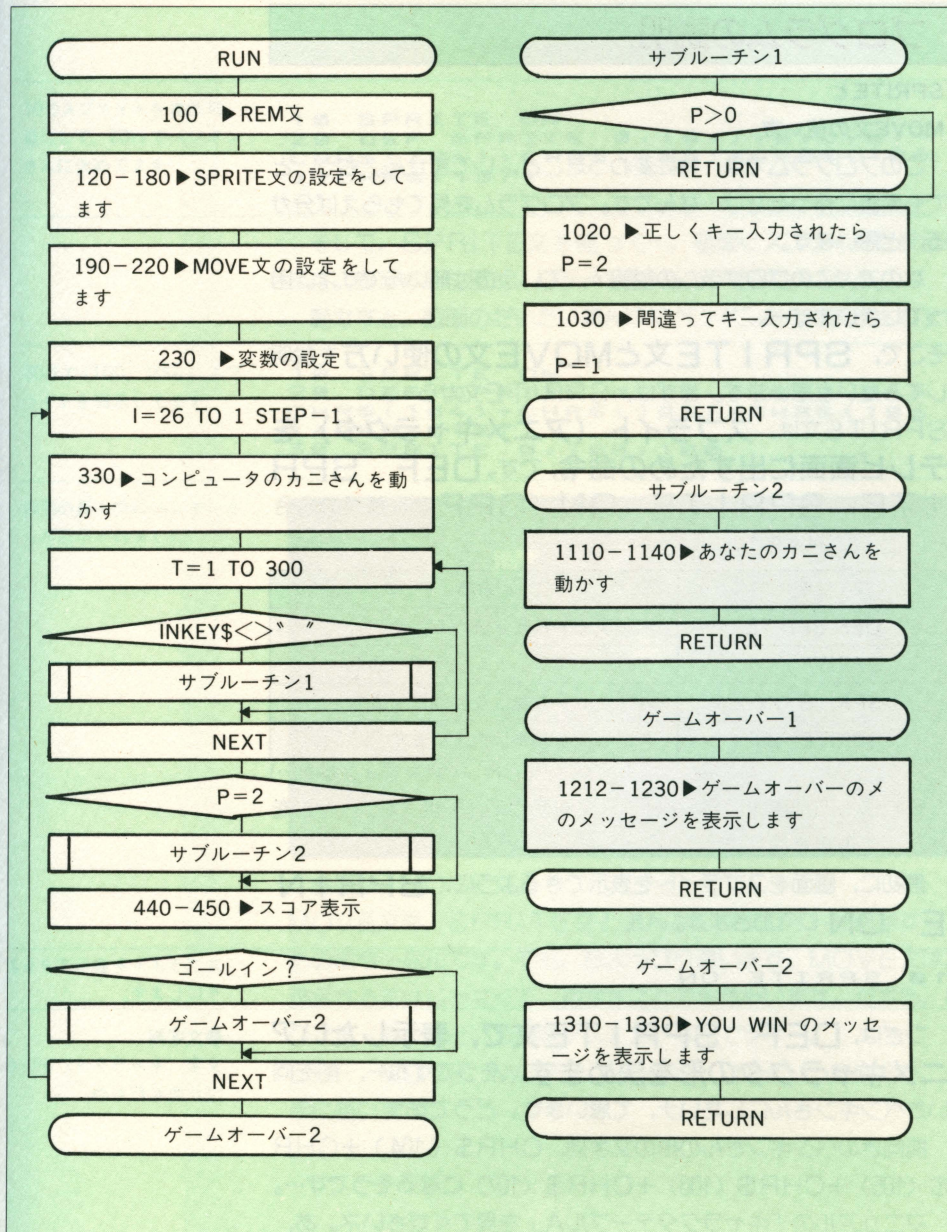 RUN
100 ▶REM文
120－180▶SPRITE文の設定をして
ます
190－220▶MOVE文の設定をして
ます
230 ▶変数の設定
I＝26 TO 1 STEP－1
330▶コンピュータのカニさんを動
かす
T＝1 TO 300
INKEY$<>〝 〞
サブルーチン1
NEXT
P＝2
サブルーチン2
440－450▶スコア表示
ゴールイン？
ゲームオーバー2
NEXT
ゲームオーバー2
サブルーチン1
P＞0
RETURN
1020 ▶正しくキー入力されたら
P＝2
1030 ▶間違ってキー入力されたら
P＝1
RETURN
サブルーチン2
1110－1140▶あなたのカニさんを
動かす
RETURN
ゲームオーバー1
1212－1230▶ゲームオーバーのメ
のメッセージを表示します
RETURN
ゲームオーバー2
1310－1330▶YOU WIN のメッセ
ージを表示します
RETURN